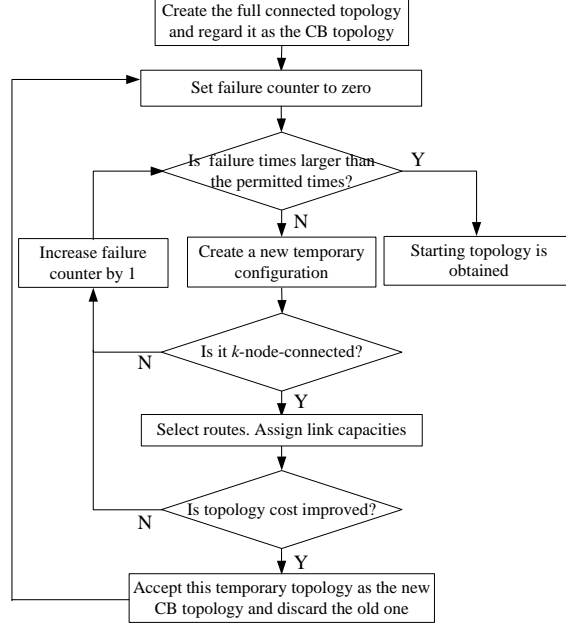 Create the full connected topology
and regard it as the CB topology
Set failure counter to zero
Is failure times larger than
the permitted times?
Y
N
Increase failure
counter by 1
Create a new temporary
configuration
Starting topology is
obtained
Is it k-node-connected?
N
Y
Select routes. Assign link capacities
Is topology cost improved?
N
Y
Accept this temporary topology as the new
CB topology and discard the old one